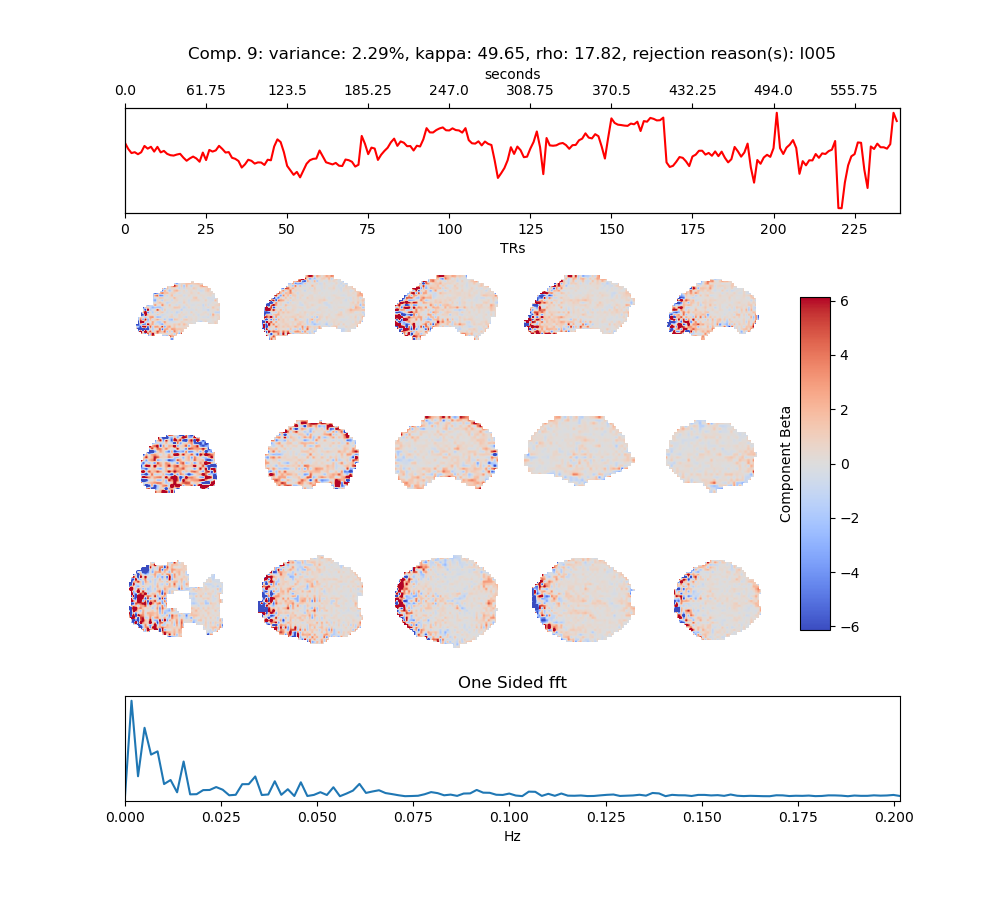 Comp. 9: variance: 2.29%, kappa: 49.65, rho: 17.82, rejection reason(s): I005
seconds
0.0 61.75 123.5 185.25 247.0 308.75 370.5 432.25 494.0 555.75
0 25 50 75 100 125 150 175 200 225
TRs
6
4
2
0
−2
−4
−6
Component Beta
One Sided fft
0.000 0.025 0.050 0.075 0.100 0.125 0.150 0.175 0.200
Hz